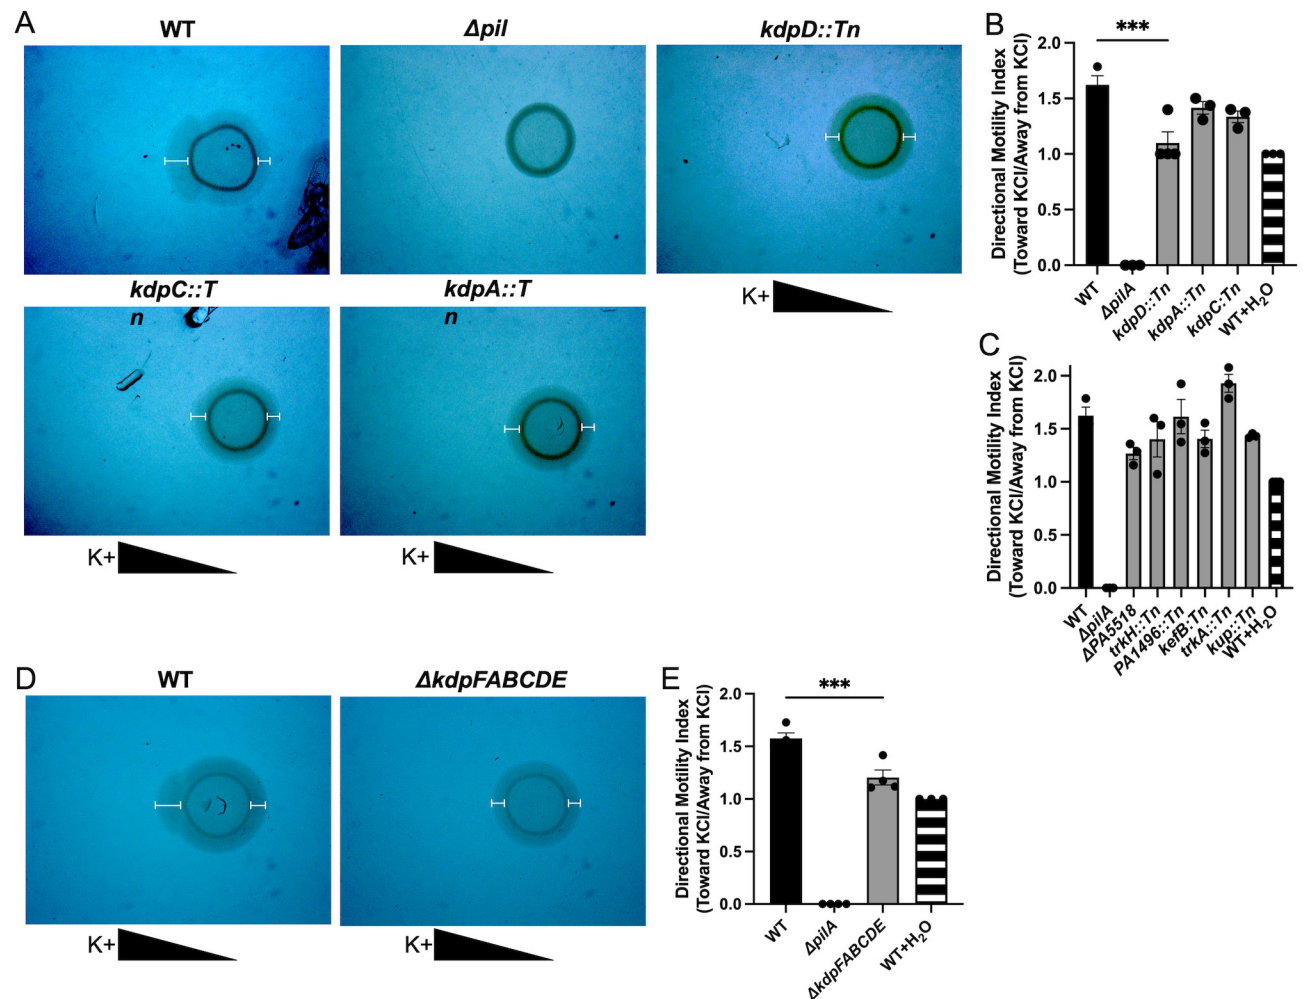 A
WT
Δpil
kdpD::Tn
K+
kdpC::T
n
kdpA::T
n
K+
K+
B
***
Directional Motility Index
(Toward KCl/Away from KCl)
2.0
1.5
1.0
0.5
0.0
WT
ΔpilA
kdpD::Tn
kdpA::Tn
kdpC:Tn
WT+H2O
C
Directional Motility Index
(Toward KCl/Away from KCl)
2.0
1.5
1.0
0.5
0.0
WT
ΔpilA
ΔPA5518
trkH::Tn
PA1496::Tn
kefB:Tn
trkA::Tn
kup::Tn
WT+H2O
D
WT
ΔkdpFABCDE
K+
K+
E
***
Directional Motility Index
(Toward KCl/Away from KCl)
2.0
1.5
1.0
0.5
0.0
WT
ΔpilA
ΔkdpFABCDE
WT+H2O